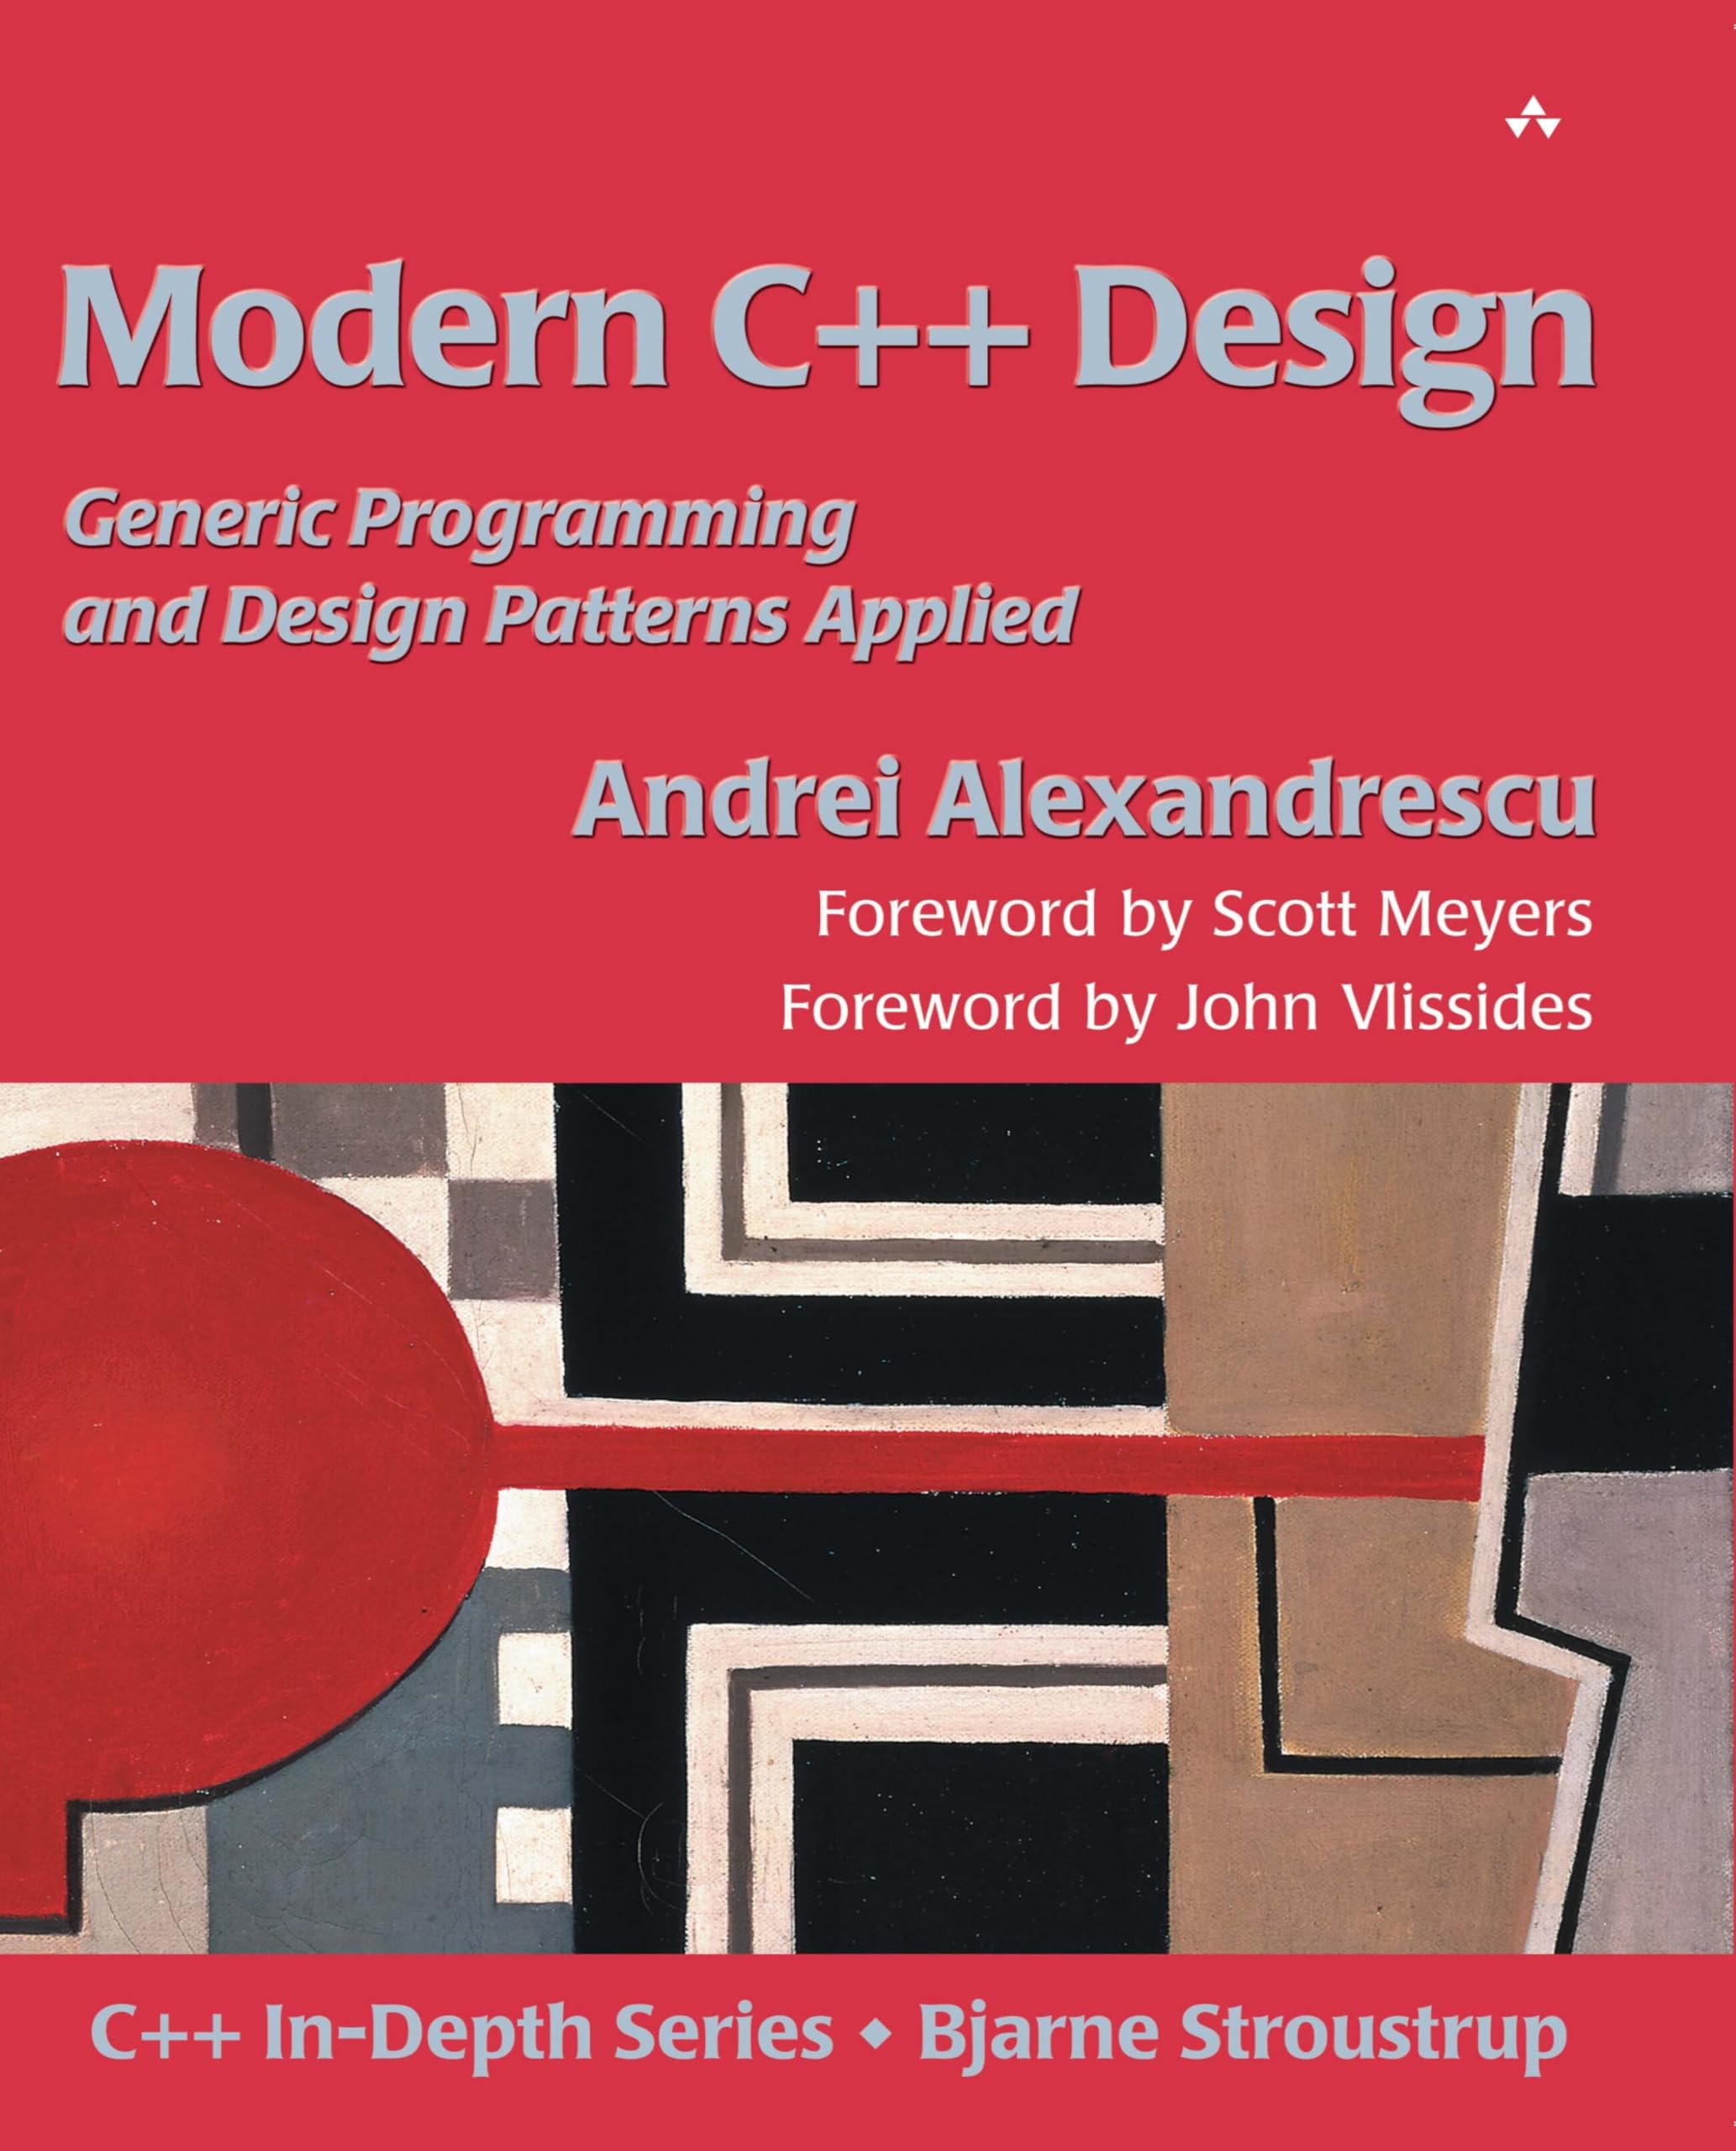 Modern C++ Design
Generic Programming
and Design Patterns Applied
Andrei Alexandrescu
Foreword by Scott Meyers
Foreword by John Vlissides
C++ In-Depth Series ◆ Bjarne Stroustrup